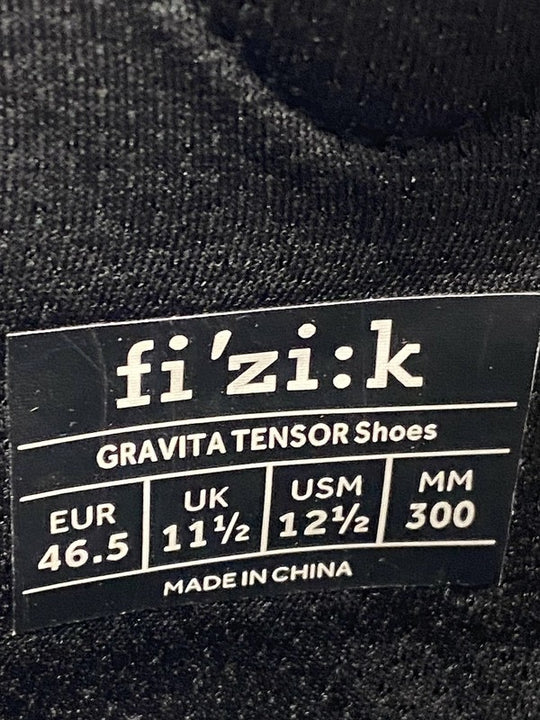 fi'zi:k
GRAVITA TENSOR Shoes
EUR UK USM MM
46.5 11½ 12½ 300
MADE IN CHINA